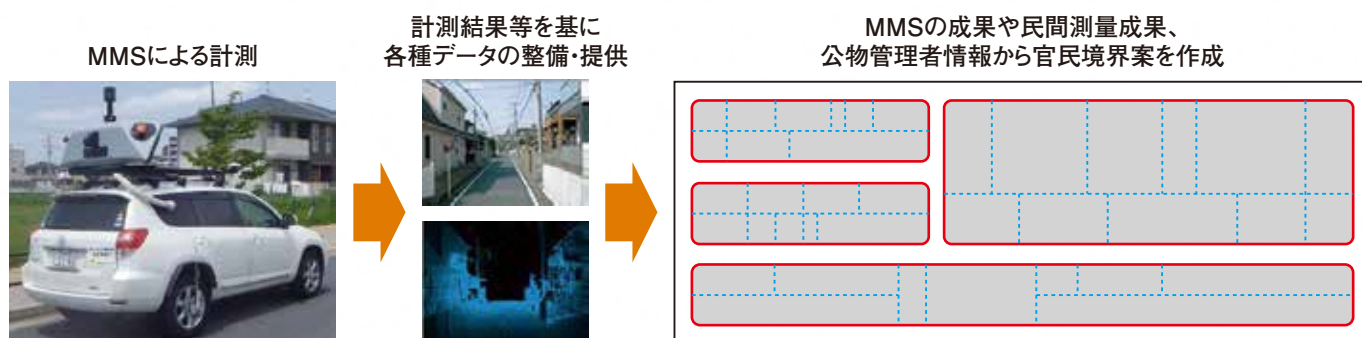 MMSによる計測
計測結果等を基に
各種データの整備・提供
MMSの成果や民間測量成果、
公物管理者情報から官民境界案を作成